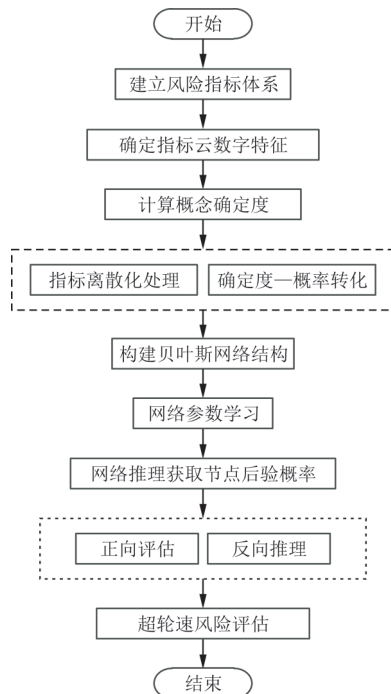 开始
建立风险指标体系
确定指标云数字特征
计算概念确定度
指标离散化处理 确定度—概率转化
构建贝叶斯网络结构
网络参数学习
网络推理获取节点后验概率
正向评估 反向推理
超轮速风险评估
结束